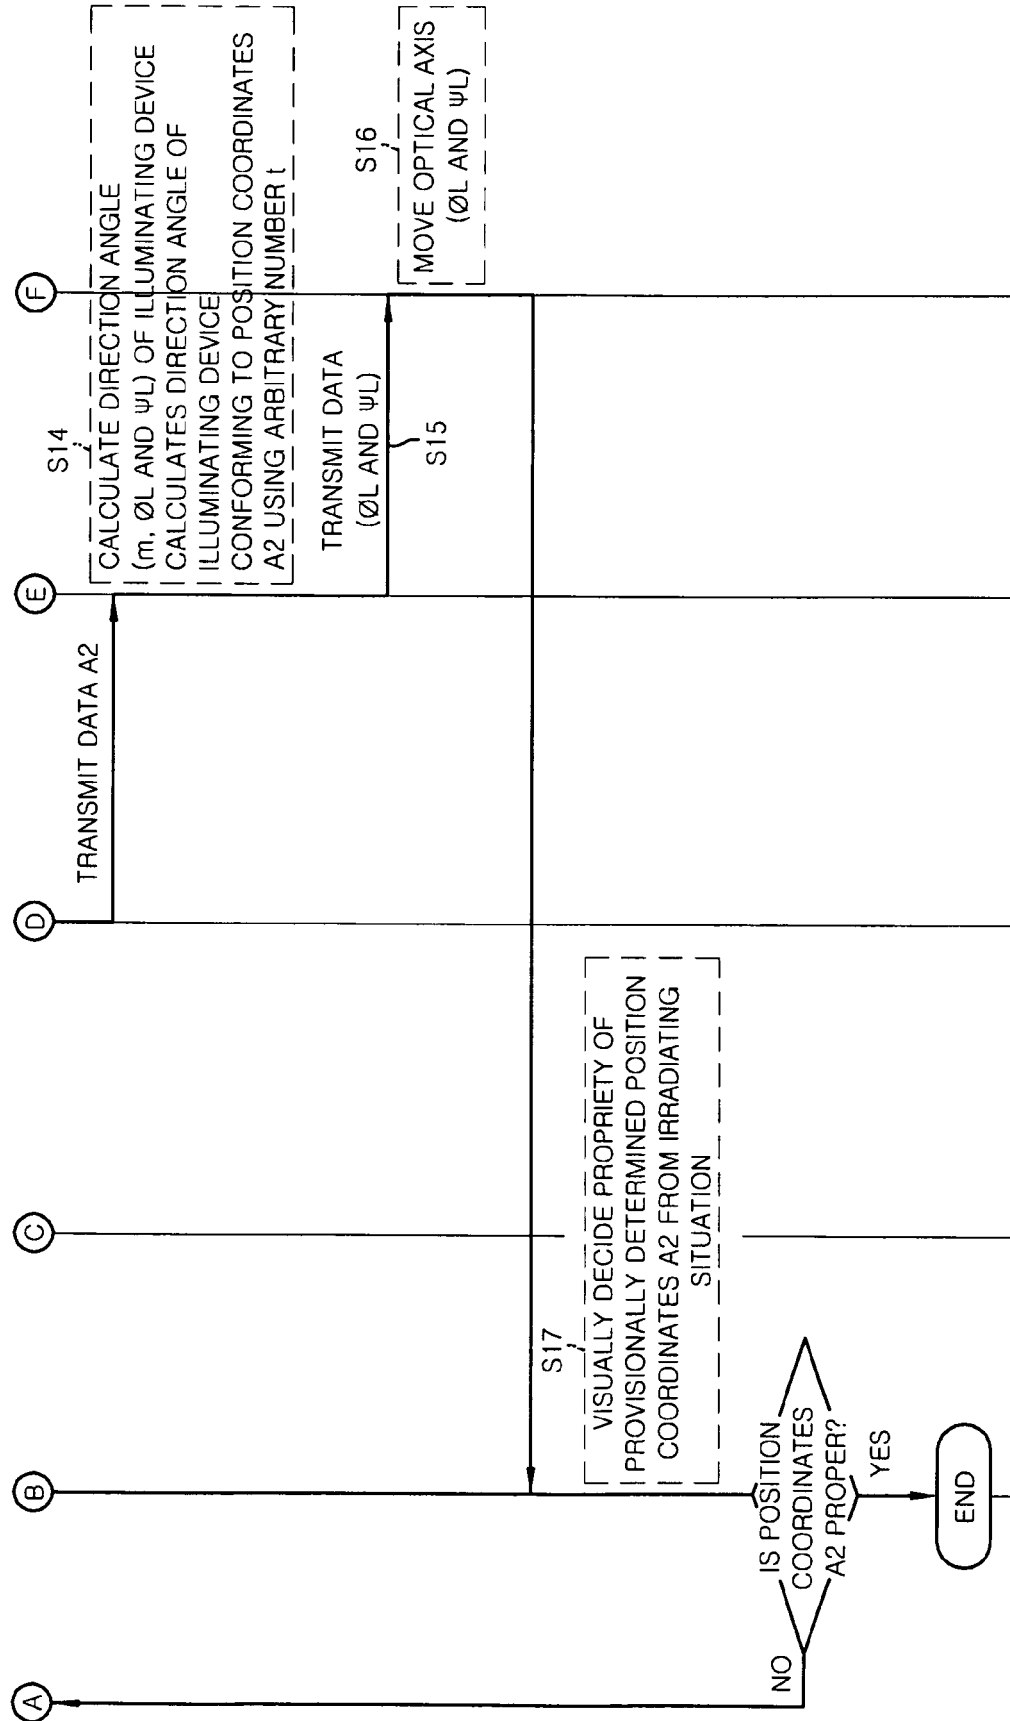 A
B
C
D
E
F
TRANSMIT DATA A2
S14
CALCULATE DIRECTION ANGLE
(m, ØL AND ΨL) OF ILLUMINATING DEVICE
CALCULATES DIRECTION ANGLE OF
ILLUMINATING DEVICE
CONFORMING TO POSITION COORDINATES
A2 USING ARBITRARY NUMBER t
TRANSMIT DATA
(ØL AND ΨL)
S15
S16
MOVE OPTICAL AXIS
(ØL AND ΨL)
S17
VISUALLY DECIDE PROPRIETY OF
PROVISIONALLY DETERMINED POSITION
COORDINATES A2 FROM IRRADIATING
SITUATION
IS POSITION
COORDINATES
A2 PROPER?
NO
YES
END